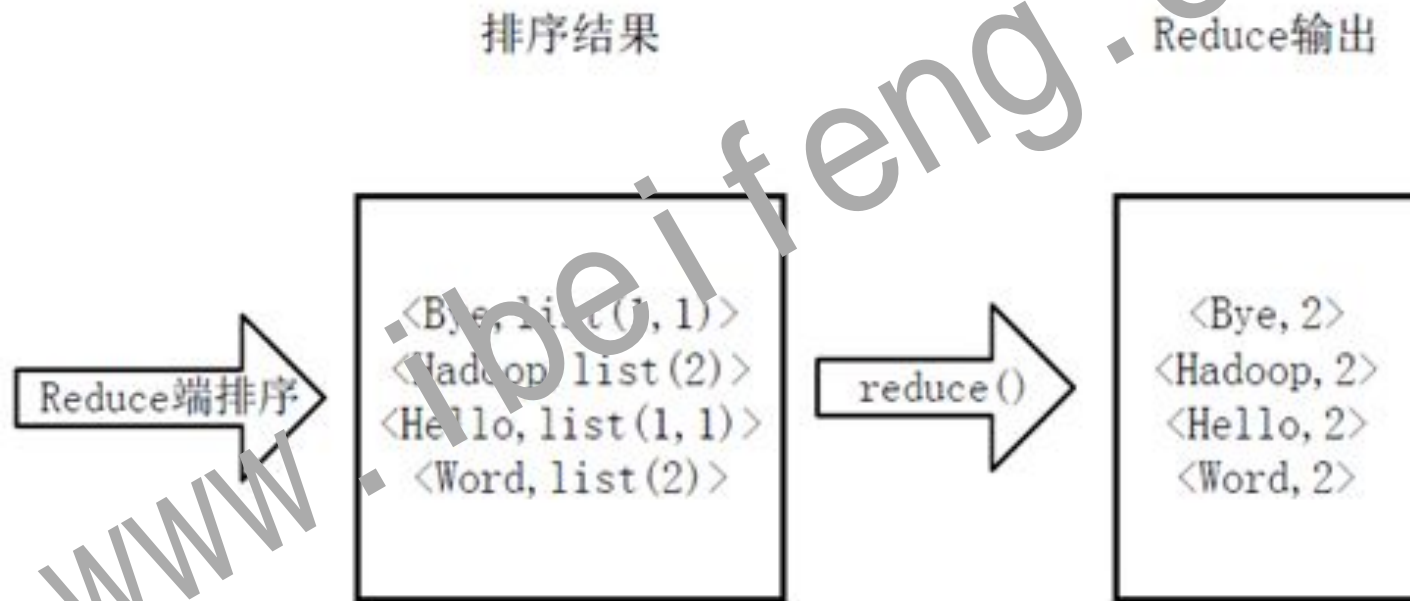 排序结果
Reduce输出
Reduce端排序
<Bye,list(1,1)>
<Hadoop,list(2)>
<Hello,list(1,1)>
<Word,list(2)>
reduce()
<Bye,2>
<Hadoop,2>
<Hello,2>
<Word,2>
www.ibeifeng.